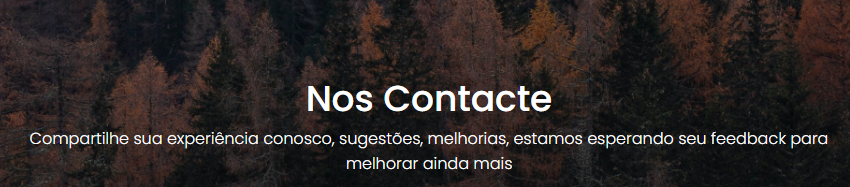 Nos Contacte
Compartilhe sua experiência conosco, sugestões, melhorias, estamos esperando seu feedback para
melhorar ainda mais